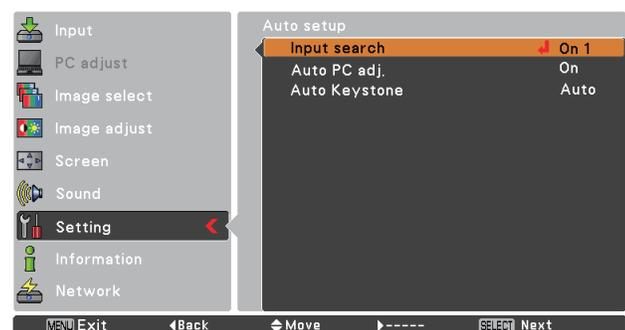 Input
PC adjust
Image select
Image adjust
Screen
Sound
Setting
Information
Network
Auto setup
Input search On 1
Auto PC adj. On
Auto Keystone Auto
MENU Exit Back Move ----- SELECT Next